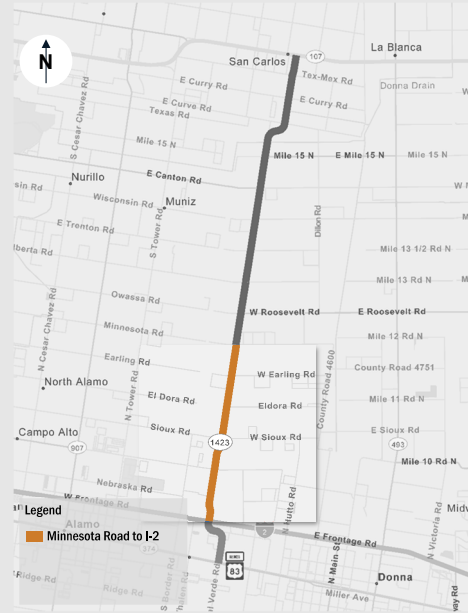 N
San Carlos
107
La Blanca
Tex-Mex Rd
E Curry Rd
Donna Drain
E Curry Rd
E Curve Rd
Texas Rd
S Cesar Chavez Rd
Mile 15 N
Mile 15 N
E Mile 15 N
Mile 15 N
E Canton Rd
Nurillo
Wisconsin Rd
Muniz
S Tower Rd
E Trenton Rd
Dillon Rd
Mile 13 1/2 Rd N
Mile 13 Rd N
Owassa Rd
W Roosevelt Rd
E Roosevelt Rd
Minnesota Rd
Mile 12 Rd N
N Cesar Chavez Rd
Earling Rd
W Earling Rd
County Road 4751
County Road 4600
North Alamo
N Tower Rd
El Dora Rd
Eldora Rd
Mile 11 Rd N
Campo Alto
Sioux Rd
W Sioux Rd
E Sioux Rd
907
1423
493
Mile 10 Rd N
Nebraska Rd
W Frontage Rd
N Hutto Rd
Legend
Alamo
2
E Frontage Rd
N Victoria Rd
Minnesota Road to I-2
374
83
N Main St
Donna
Ridge Rd
Ridge Rd
S Border Rd
Miller Ave